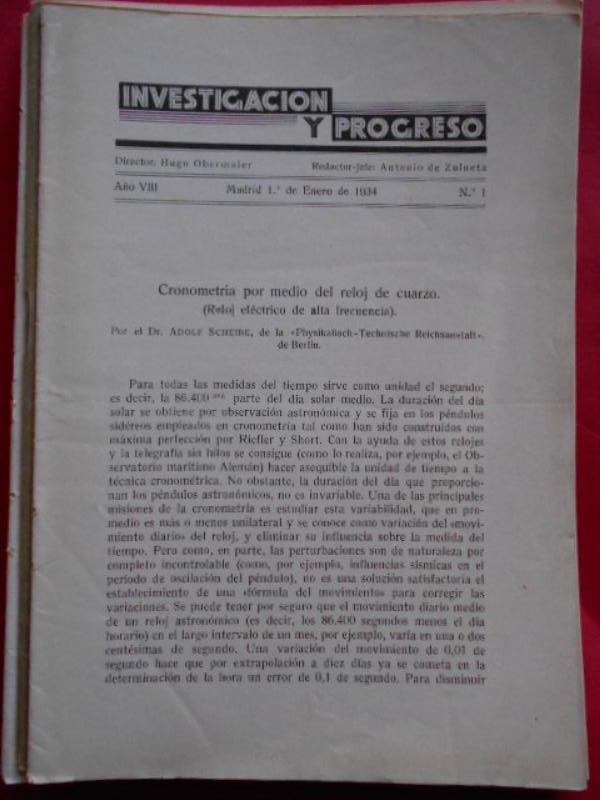 INVESTIGACION
Y PROGRESO
Director: Hugo Obermaier Redactor-jefe: Antonio de Zulueta
Año VIII Madrid 1.° de Enero de 1934 N.° 1
Cronometría por medio del reloj de cuarzo.
(Reloj eléctrico de alta frecuencia).
Por el Dr. ADOLF SCHEIBE, de la «Physikalisch-Technische Reichsanstalt»,
de Berlín.
Para todas las medidas del tiempo sirve como unidad el segundo;
es decir, la 86.400-ava parte del día solar medio. La duración del día
solar se obtiene por observación astronómica y se fija en los péndulos
sidéreos empleados en cronometría tal como han sido construídos con
máxima perfección por Riefler y Short. Con la ayuda de estos relojes
y la telegrafía sin hilos se consigue (como lo realiza, por ejemplo, el Ob-
servatorio marítimo Alemán) hacer asequible la unidad de tiempo a la
técnica cronométrica. No obstante, la duración del día que proporcio-
nan los péndulos astronómicos, no es invariable. Una de las principales
misiones de la cronometría es estudiar esta variabilidad, que en pro-
medio es más o menos unilateral y se conoce como variación del «movi-
miento diario» del reloj, y eliminar su influencia sobre la medida del
tiempo. Pero como, en parte, las perturbaciones son de naturaleza por
completo incontrolable (como, por ejemplo, influencias sísmicas en el
período de oscilación del péndulo), no es una solución satisfactoria el
establecimiento de una «fórmula del movimiento» para corregir las
variaciones. Se puede tener por seguro que el movimiento diario medio
de un reloj astronómico (es decir, los 86.400 segundos menos el día
horario) en el largo intervalo de un mes, por ejemplo, varía en una o dos
centésimas de segundo. Una variación del movimiento de 0,01 de
segundo hace que por extrapolación a diez días ya se cometa en la
determinación de la hora un error de 0,1 de segundo. Para disminuir